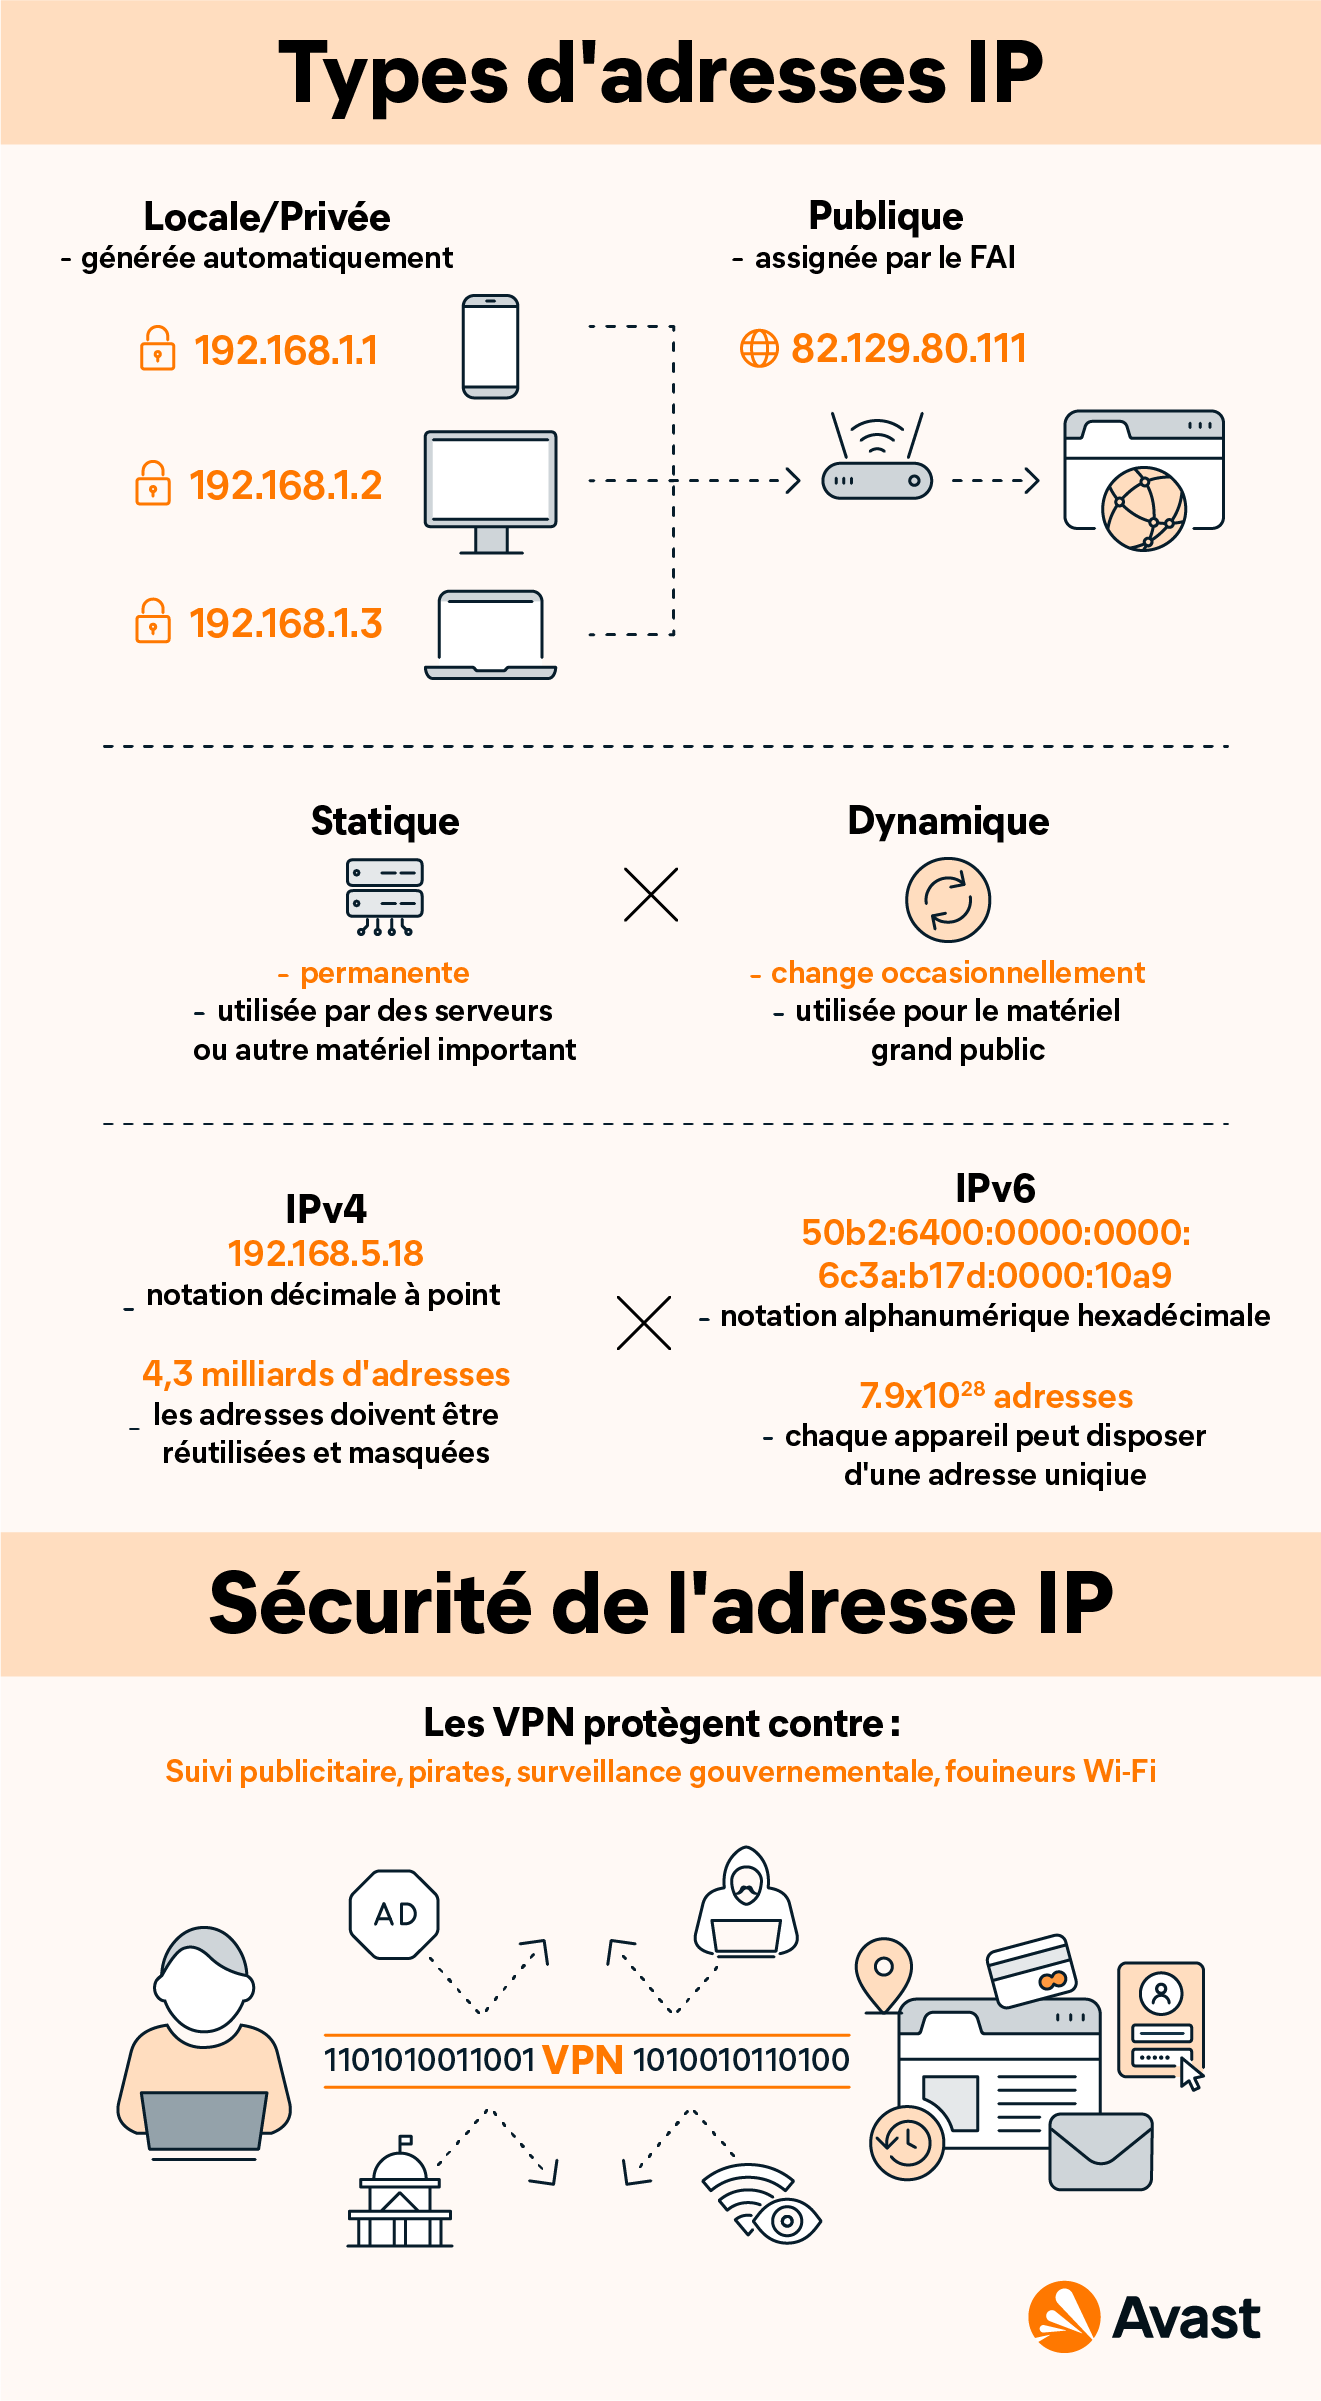 Types d'adresses IP
Locale/Privée
- générée automatiquement
192.168.1.1
192.168.1.2
192.168.1.3
Publique
- assignée par le FAI
82.129.80.111
Statique
- permanente
- utilisée par des serveurs
ou autre matériel important
Dynamique
- change occasionnellement
- utilisée pour le matériel
grand public
IPv4
192.168.5.18
- notation décimale à point
4,3 milliards d'adresses
- les adresses doivent être
réutilisées et masquées
IPv6
50b2:6400:0000:0000:
6c3a:b17d:0000:10a9
- notation alphanumérique hexadécimale
7.9x10²⁸ adresses
- chaque appareil peut disposer
d'une adresse uniqiue
Sécurité de l'adresse IP
Les VPN protègent contre :
Suivi publicitaire, pirates, surveillance gouvernementale, fouineurs Wi-Fi
AD
1101010011001 VPN 1010010110100
Avast